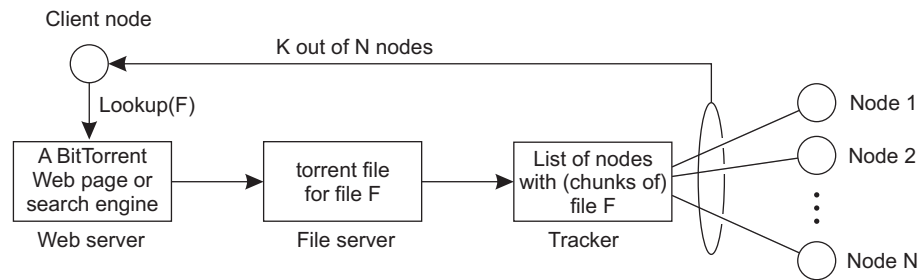 Client node
K out of N nodes
Lookup(F)
A BitTorrent
Web page or
search engine
Web server
torrent file
for file F
File server
List of nodes
with (chunks of)
file F
Tracker
Node 1
Node 2
Node N